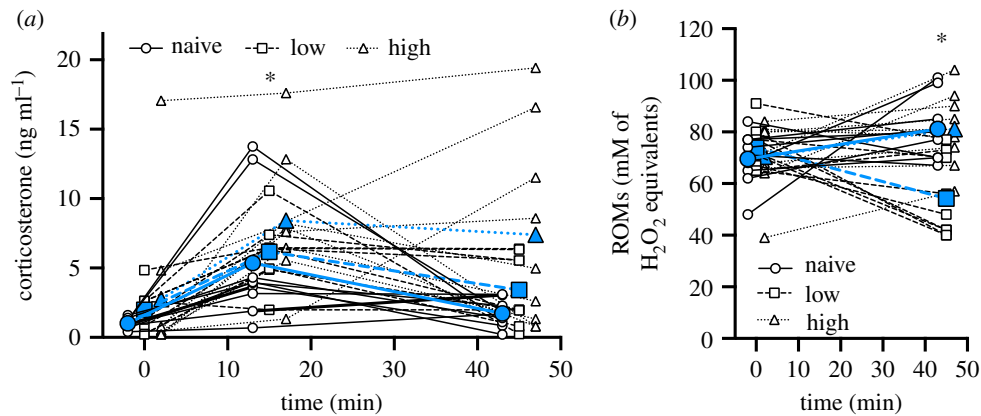 (a)
naive low high
*
20
15
10
5
0
corticosterone (ng ml⁻¹)
0 10 20 30 40 50
time (min)
(b)
*
120
100
80
60
40
20
0
ROMs (mM of
H₂O₂ equivalents)
naive
low
high
0 10 20 30 40 50
time (min)